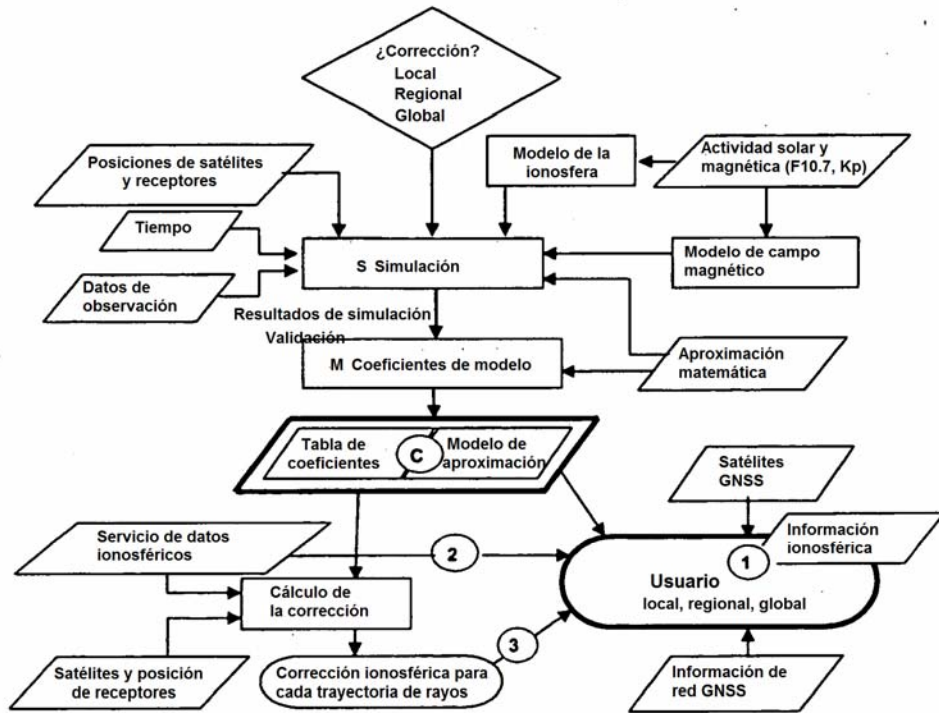 ¿Corrección?
Local
Regional
Global
Posiciones de satélites
y receptores
Modelo de la
ionosfera
Actividad solar y
magnética (F10.7, Kp)
Tiempo
S Simulación
Modelo de campo
magnético
Datos de
observación
Resultados de simulación
Validación
M Coeficientes de modelo
Aproximación
matemática
Tabla de
coeficientes
C
Modelo de
aproximación
Satélites
GNSS
Servicio de datos
ionosféricos
2
1
Información
ionosférica
Usuario
local, regional, global
Cálculo de
la corrección
3
Satélites y posición
de receptores
Corrección ionosférica para
cada trayectoria de rayos
Información de
red GNSS